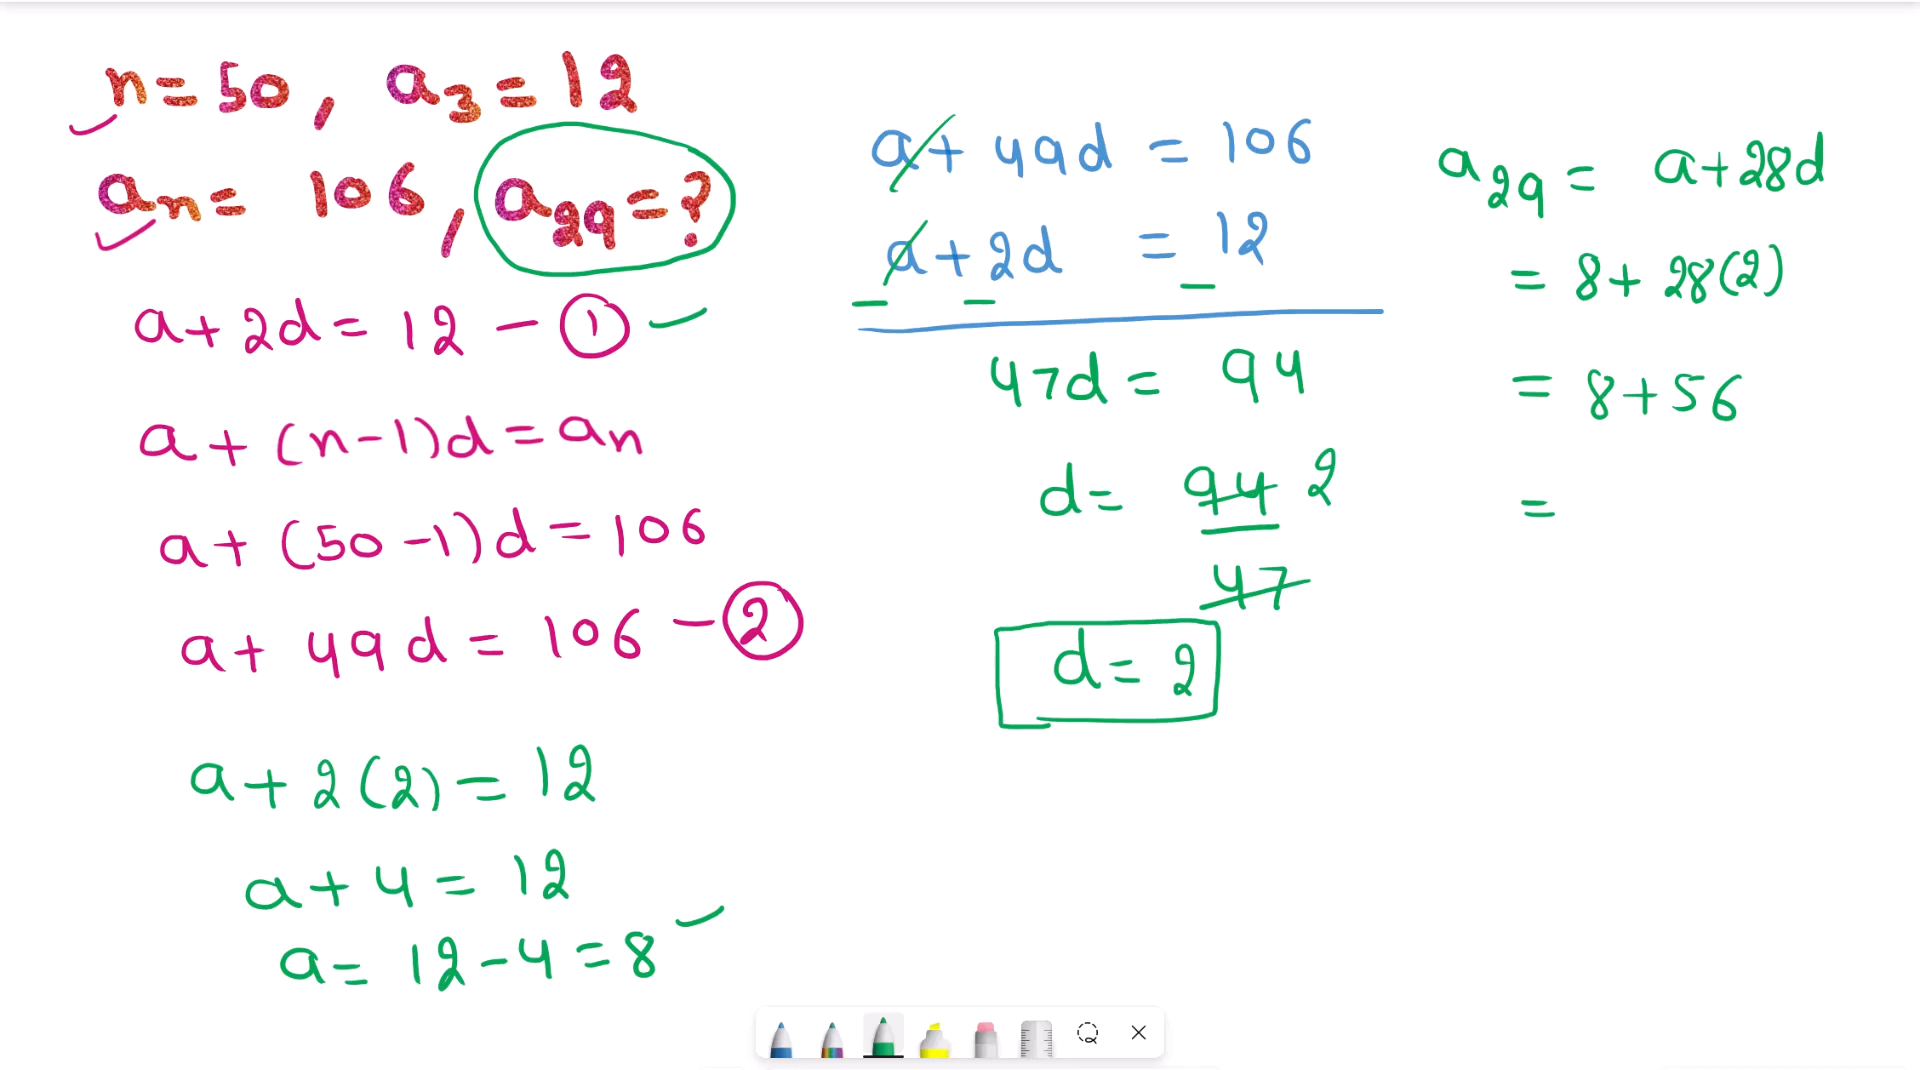 n=50, a₃=12
aₙ= 106, a₂₉=?
a+2d=12 - ①
a+(n-1)d=aₙ
a+(50-1)d=106
a+49d=106 - ②
a+2(2)=12
a+4=12
a=12-4=8
a+49d=106
a+2d=12
47d=94
d=94 2
47
d=2
a₂₉= a+28d
= 8+28(2)
= 8+56
=